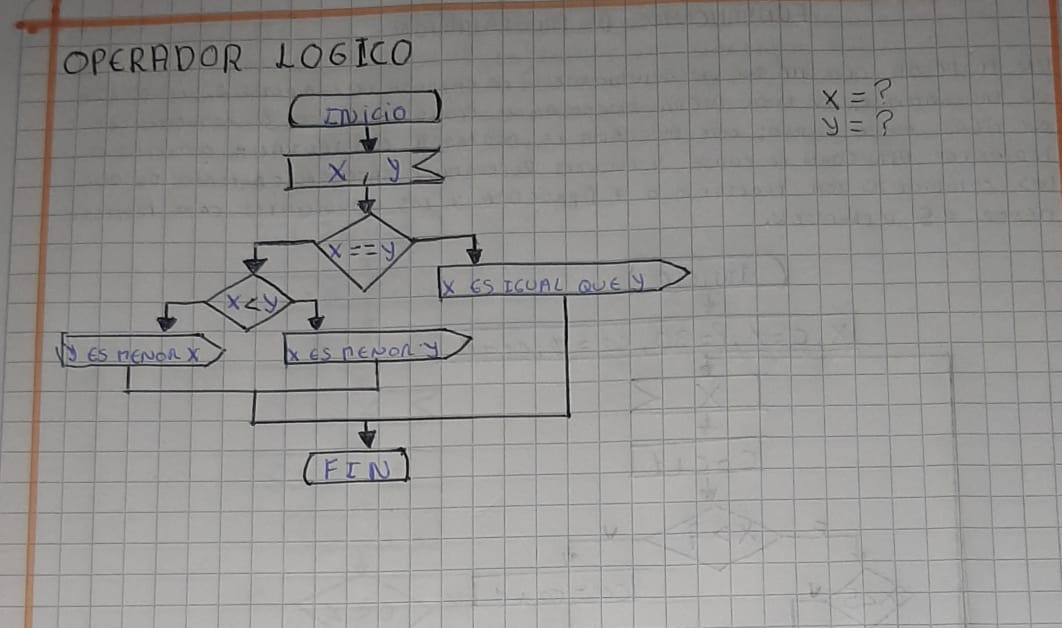 OPERADOR LOGICO
x = ?
y = ?
INicio
X , y
X == y
X ES IGUAL QUE y
X < y
y ES MENOR X
X ES MENOR y
FIN